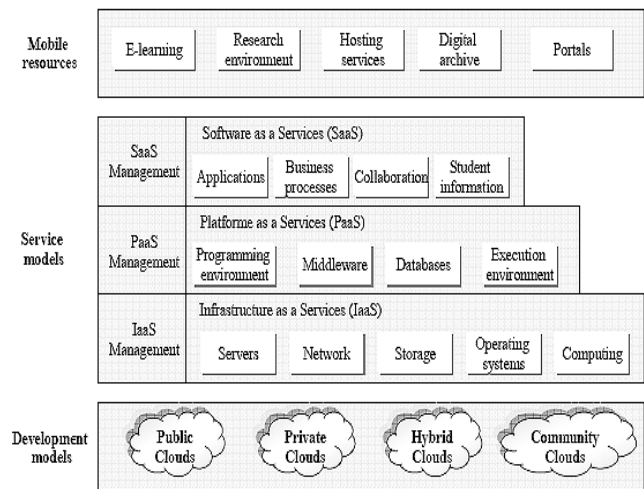 Mobile
resources
E-learning
Research
environment
Hosting
services
Digital
archive
Portals
Service
models
SaaS
Management
Software as a Services (SaaS)
Applications
Business
processes
Collaboration
Student
information
PaaS
Management
Platforme as a Services (PaaS)
Programming
environment
Middleware
Databases
Execution
environment
IaaS
Management
Infrastructure as a Services (IaaS)
Servers
Network
Storage
Operating
systems
Computing
Development
models
Public
Clouds
Private
Clouds
Hybrid
Clouds
Community
Clouds